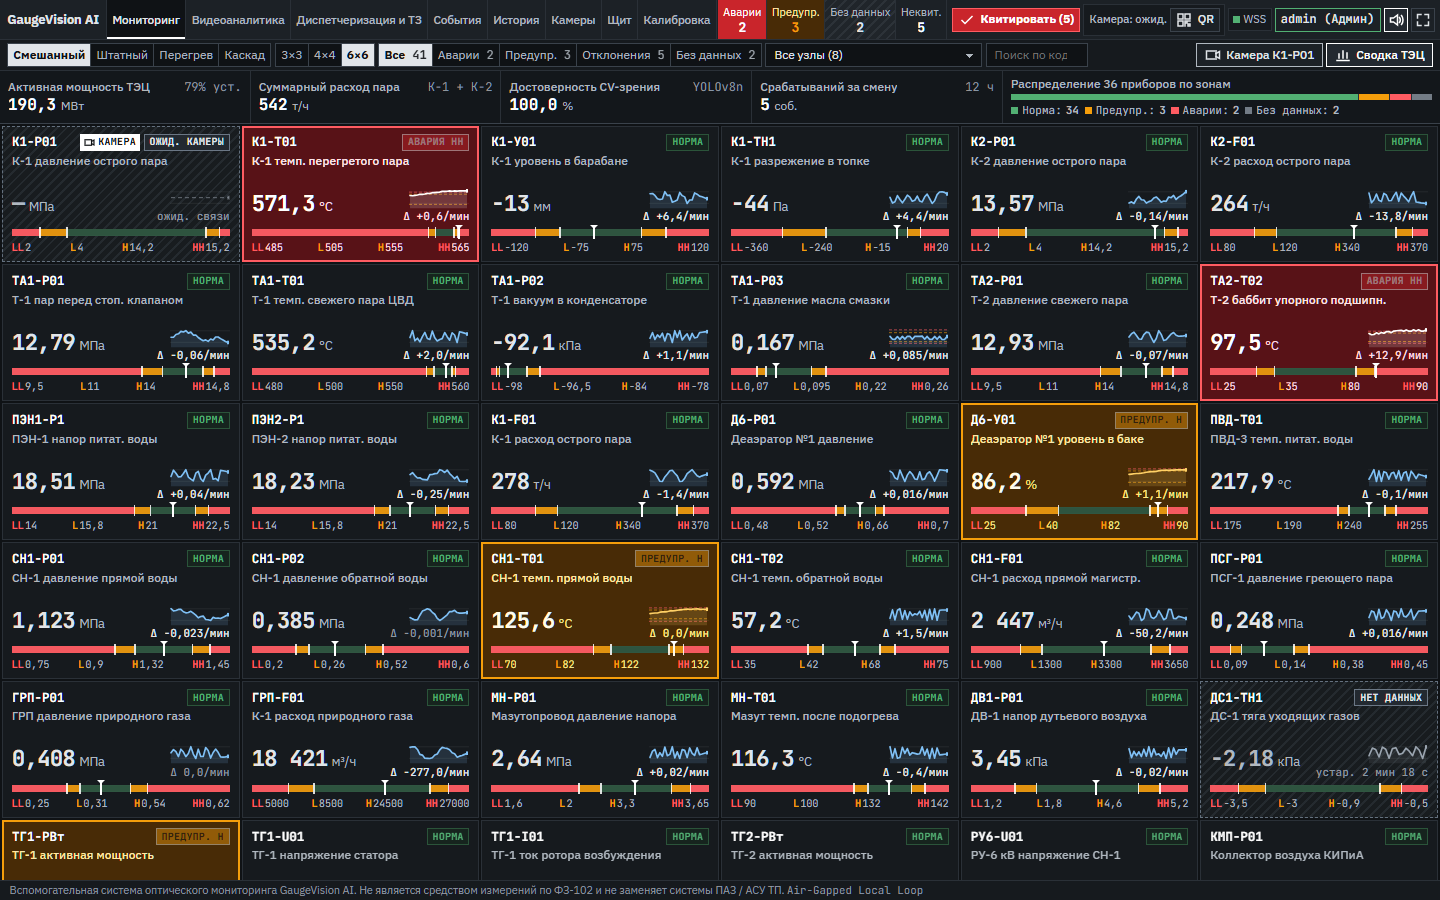 GaugeVision AI Мониторинг Видеоаналитика Диспетчеризация и ТЭ События История Камеры Щит Калибровка Аварии 2 Предупр. 3 Без данных 2 Неквит. 5 Квитировать (5) Камера: ожид. QR WSS admin (Админ)
Смешанный Штатный Перегрев Каскад 3×3 4×4 6×6 Все 41 Аварии 2 Предупр. 3 Отклонения 5 Без данных 2 Все узлы (8) Поиск по код Камера К1-Р01 Сводка ТЭЦ
Активная мощность ТЭЦ 79% уст. Суммарный расход пара К-1 + К-2 Достоверность CV-зрения YOLOv8n Срабатываний за смену 12 ч Распределение 36 приборов по зонам
190,3 МВт 542 т/ч 100,0 % 5 соб. Норма: 34 Предупр.: 3 Аварии: 2 Без данных: 2
К1-Р01 КАМЕРА ОЖИД. КАМЕРЫ К1-Т01 АВАРИЯ НН К1-У01 НОРМА К1-ТН1 НОРМА К2-Р01 НОРМА К2-F01 НОРМА
К-1 давление острого пара К-1 темп. перегретого пара К-1 уровень в барабане К-1 разрежение в топке К-2 давление острого пара К-2 расход острого пара
— МПа ожид. связи 571,3 °С Δ +0,6/мин -13 мм Δ +6,4/мин -44 Па Δ +4,4/мин 13,57 МПа Δ -0,14/мин 264 т/ч Δ -13,8/мин
LL2 L4 H14,2 HH15,2 LL485 L505 H555 HH565 LL-120 L-75 H75 HH120 LL-360 L-240 H-15 HH20 LL2 L4 H14,2 HH15,2 LL80 L120 H340 HH370
ТА1-Р01 НОРМА ТА1-Т01 НОРМА ТА1-Р02 НОРМА ТА1-Р03 НОРМА ТА2-Р01 НОРМА ТА2-Т02 АВАРИЯ НН
Т-1 пар перед стоп. клапаном Т-1 темп. свежего пара ЦВД Т-1 вакуум в конденсаторе Т-1 давление масла смазки Т-2 давление свежего пара Т-2 баббит упорного подшипн.
12,79 МПа Δ -0,06/мин 535,2 °С Δ +2,0/мин -92,1 кПа Δ +1,1/мин 0,167 МПа Δ +0,085/мин 12,93 МПа Δ -0,07/мин 97,5 °С Δ +12,9/мин
LL9,5 L11 H14 HH14,8 LL480 L500 H550 HH560 LL-98 L-96,5 H-84 HH-78 LL0,07 L0,095 H0,22 HH0,26 LL9,5 L11 H14 HH14,8 LL25 L35 H80 HH90
ПЭН1-Р1 НОРМА ПЭН2-Р1 НОРМА К1-F01 НОРМА Д6-Р01 НОРМА Д6-У01 ПРЕДУПР. Н ПВД-Т01 НОРМА
ПЭН-1 напор питат. воды ПЭН-2 напор питат. воды К-1 расход острого пара Деаэратор №1 давление Деаэратор №1 уровень в баке ПВД-3 темп. питат. воды
18,51 МПа Δ +0,04/мин 18,23 МПа Δ -0,25/мин 278 т/ч Δ -1,4/мин 0,592 МПа Δ +0,016/мин 86,2 % Δ +1,1/мин 217,9 °С Δ -0,1/мин
LL14 L15,8 H21 HH22,5 LL14 L15,8 H21 HH22,5 LL80 L120 H340 HH370 LL0,48 L0,52 H0,66 HH0,7 LL25 L40 H82 HH90 LL175 L190 H240 HH255
СН1-Р01 НОРМА СН1-Р02 НОРМА СН1-Т01 ПРЕДУПР. Н СН1-Т02 НОРМА СН1-F01 НОРМА ПСГ-Р01 НОРМА
СН-1 давление прямой воды СН-1 давление обратной воды СН-1 темп. прямой воды СН-1 темп. обратной воды СН-1 расход прямой магистр. ПСГ-1 давление греющего пара
1,123 МПа Δ -0,023/мин 0,385 МПа Δ -0,001/мин 125,6 °С Δ 0,0/мин 57,2 °С Δ +1,5/мин 2 447 м³/ч Δ -50,2/мин 0,248 МПа Δ +0,016/мин
LL0,75 L0,9 H1,32 HH1,45 LL0,2 L0,26 H0,52 HH0,6 LL70 L82 H122 HH132 LL35 L42 H68 HH75 LL900 L1300 H3300 HH3650 LL0,09 L0,14 H0,38 HH0,45
ГРП-Р01 НОРМА ГРП-F01 НОРМА МН-Р01 НОРМА МН-Т01 НОРМА ДВ1-Р01 НОРМА ДС1-ТН1 НЕТ ДАННЫХ
ГРП давление природного газа К-1 расход природного газа Мазутопровод давление напора Мазут темп. после подогрева ДВ-1 напор дутьевого воздуха ДС-1 тяга уходящих газов
0,408 МПа Δ 0,0/мин 18 421 м³/ч Δ -277,0/мин 2,64 МПа Δ +0,02/мин 116,3 °С Δ -0,4/мин 3,45 кПа Δ -0,02/мин -2,18 кПа устар. 2 мин 18 с
LL0,25 L0,31 H0,54 HH0,62 LL5000 L8500 H24500 HH27000 LL1,6 L2 H3,3 HH3,65 LL90 L100 H132 HH142 LL1,2 L1,8 H4,6 HH5,2 LL-3,5 L-3 H-0,9 HH-0,5
ТГ1-РВт ПРЕДУПР. Н ТГ1-U01 НОРМА ТГ1-I01 НОРМА ТГ2-РВт НОРМА РУ6-U01 НОРМА КМП-Р01 НОРМА
ТГ-1 активная мощность ТГ-1 напряжение статора ТГ-1 ток ротора возбуждения ТГ-2 активная мощность РУ-6 кВ напряжение СН-1 Коллектор воздуха КИПиА
Вспомогательная система оптического мониторинга GaugeVision AI. Не является средством измерений по ФЗ-102 и не заменяет системы ПАЗ / АСУ ТП. Air-Gapped Local Loop